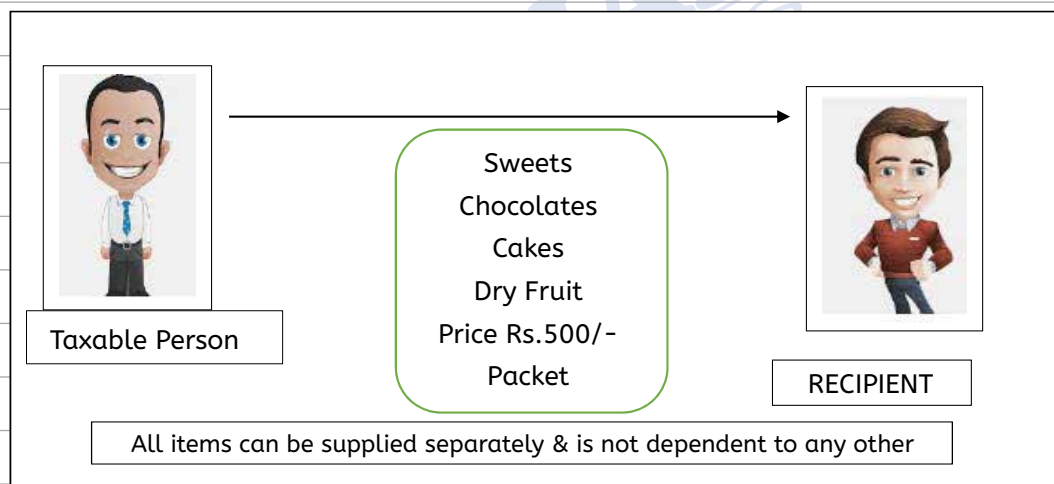 Sweets
Chocolates
Cakes
Dry Fruit
Price Rs.500/-
Packet
Taxable Person
RECIPIENT
All items can be supplied separately & is not dependent to any other